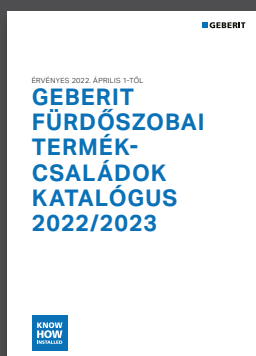 GEBERIT
ÉRVÉNYES 2022. ÁPRILIS 1-TŐL
GEBERIT
FÜRDŐSZOBAI
TERMÉK-
CSALÁDOK
KATALÓGUS
2022/2023
KNOW
HOW
INSTALLED